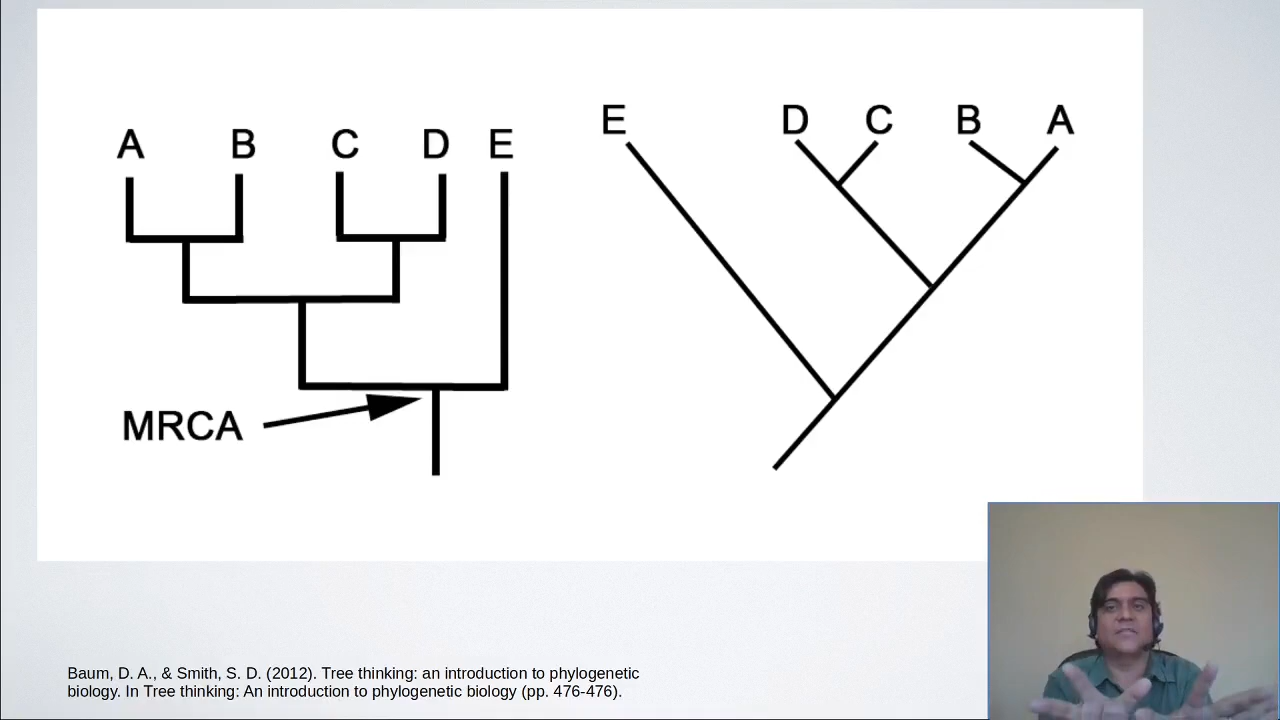 A B C D E
MRCA
E D C B A
Baum, D. A., & Smith, S. D. (2012). Tree thinking: an introduction to phylogenetic
biology. In Tree thinking: An introduction to phylogenetic biology (pp. 476-476).